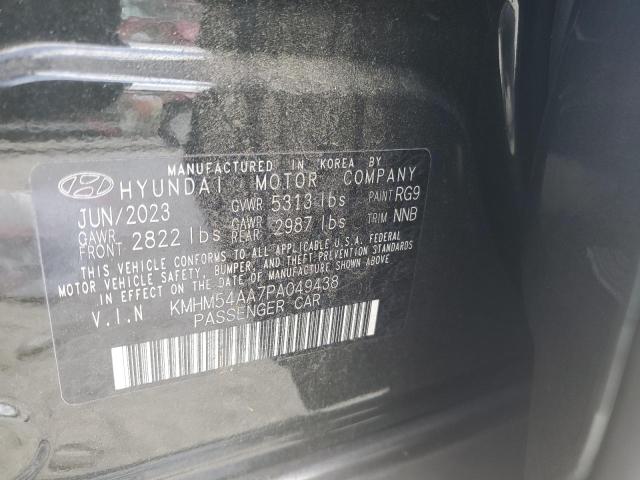 MANUFACTURED IN KOREA BY
HYUNDAI MOTOR COMPANY
JUN/2023 GVWR 5313 lbs PAINT RG9
GAWR FRONT 2822 lbs GAWR REAR 2987 lbs TRIM NNB
THIS VEHICLE CONFORMS TO ALL APPLICABLE U.S.A. FEDERAL
MOTOR VEHICLE SAFETY, BUMPER, AND THEFT PREVENTION STANDARDS
IN EFFECT ON THE DATE OF MANUFACTURE SHOWN ABOVE.
V.I.N KMHM54AA7PA049438
PASSENGER CAR